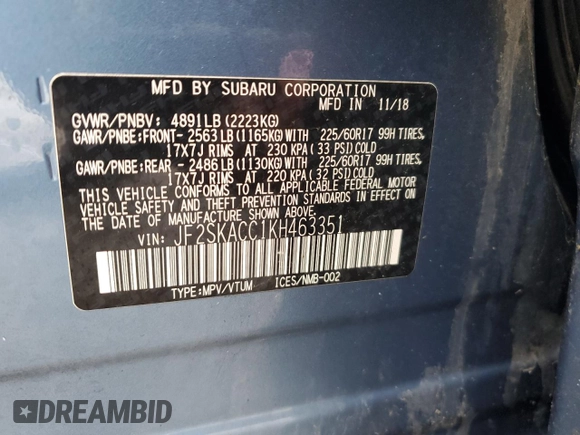 MFD BY SUBARU CORPORATION
MFD IN 11/18
GVWR/PNBV: 4891LB (2223KG)
GAWR/PNBE:FRONT- 2563LB(1165KG)WITH 225/60R17 99H TIRES,
17X7J RIMS AT 230 KPA(33 PSI)COLD
GAWR/PNBE:REAR - 2486LB(1130KG)WITH 225/60R17 99H TIRES,
17X7J RIMS AT 220 KPA(32 PSI)COLD
THIS VEHICLE CONFORMS TO ALL APPLICABLE FEDERAL MOTOR
VEHICLE SAFETY AND THEFT PREVENTION STANDARDS IN EFFECT ON
THE DATE OF MANUFACTURE SHOWN ABOVE.
VIN: JF2SKACC1KH463351
TYPE:MPV/VTUM ICES/NMB-002
DREAMBID